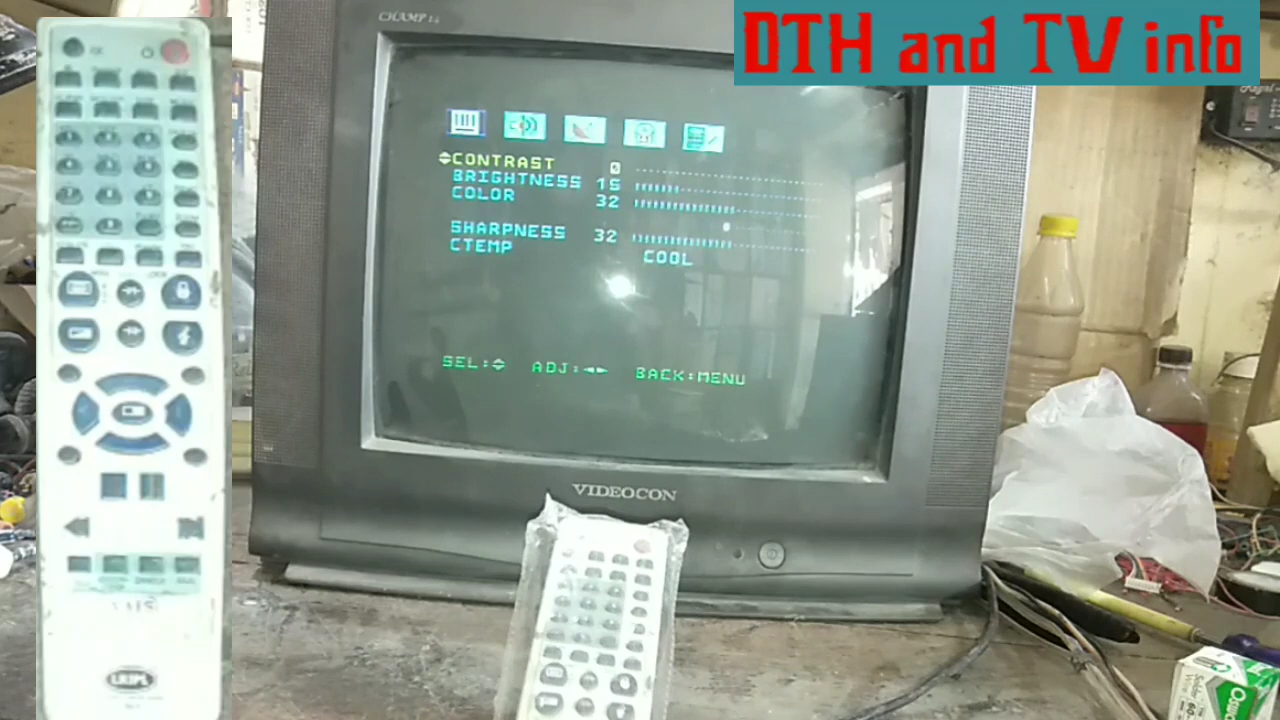 CHAMP 14
DTH and TV info
CONTRAST 0
BRIGHTNESS 15
COLOR 32
SHARPNESS 32
CTEMP COOL
SEL: ADJ: BACK:MENU
VIDEOCON